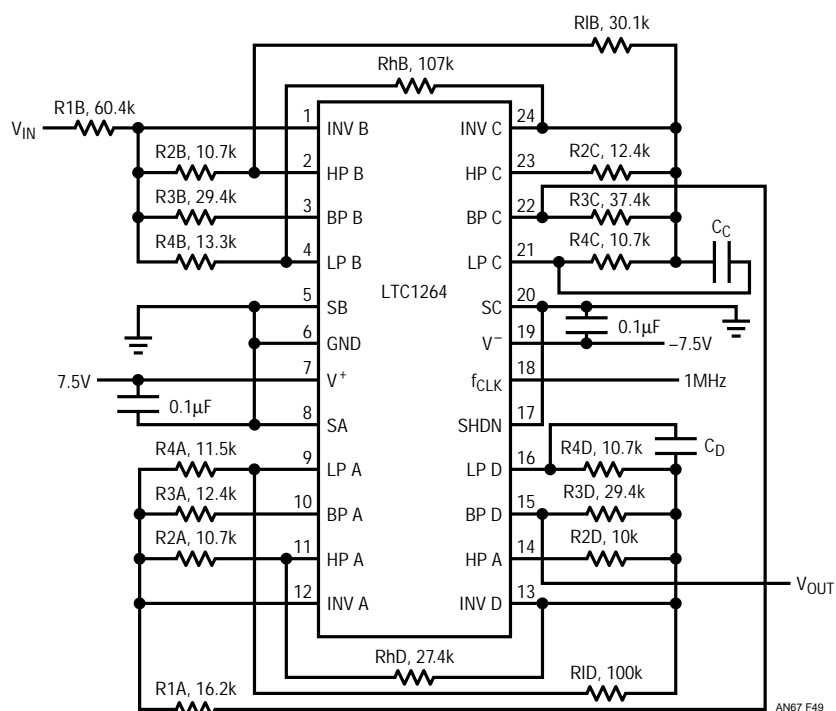 RIB, 30.1k
RhB, 107k
R1B, 60.4k
VIN
1 INV B
INV C 24
R2B, 10.7k
2 HP B
HP C 23
R2C, 12.4k
R3B, 29.4k
3 BP B
BP C 22
R3C, 37.4k
R4B, 13.3k
4 LP B
LP C 21
R4C, 10.7k
CC
LTC1264
5 SB
SC 20
6 GND
V– 19
0.1µF
–7.5V
7.5V
7 V+
fCLK 18
1MHz
0.1µF
8 SA
SHDN 17
R4A, 11.5k
9 LP A
LP D 16
R4D, 10.7k
CD
R3A, 12.4k
10 BP A
BP D 15
R3D, 29.4k
R2A, 10.7k
11 HP A
HP A 14
R2D, 10k
VOUT
12 INV A
INV D 13
RhD, 27.4k
RID, 100k
R1A, 16.2k
AN67 F49